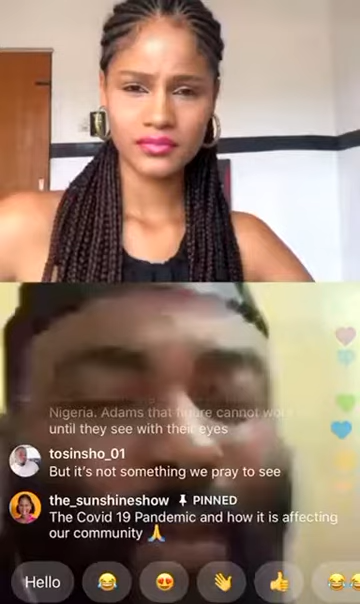 Nigeria. Adams that figure cannot
until they see with their eyes
tosinsho_01
But it's not something we pray to see
the_sunshineshow PINNED
The Covid 19 Pandemic and how it is affecting
our community 🙏
Hello 😂 😍 👋 👍 😂